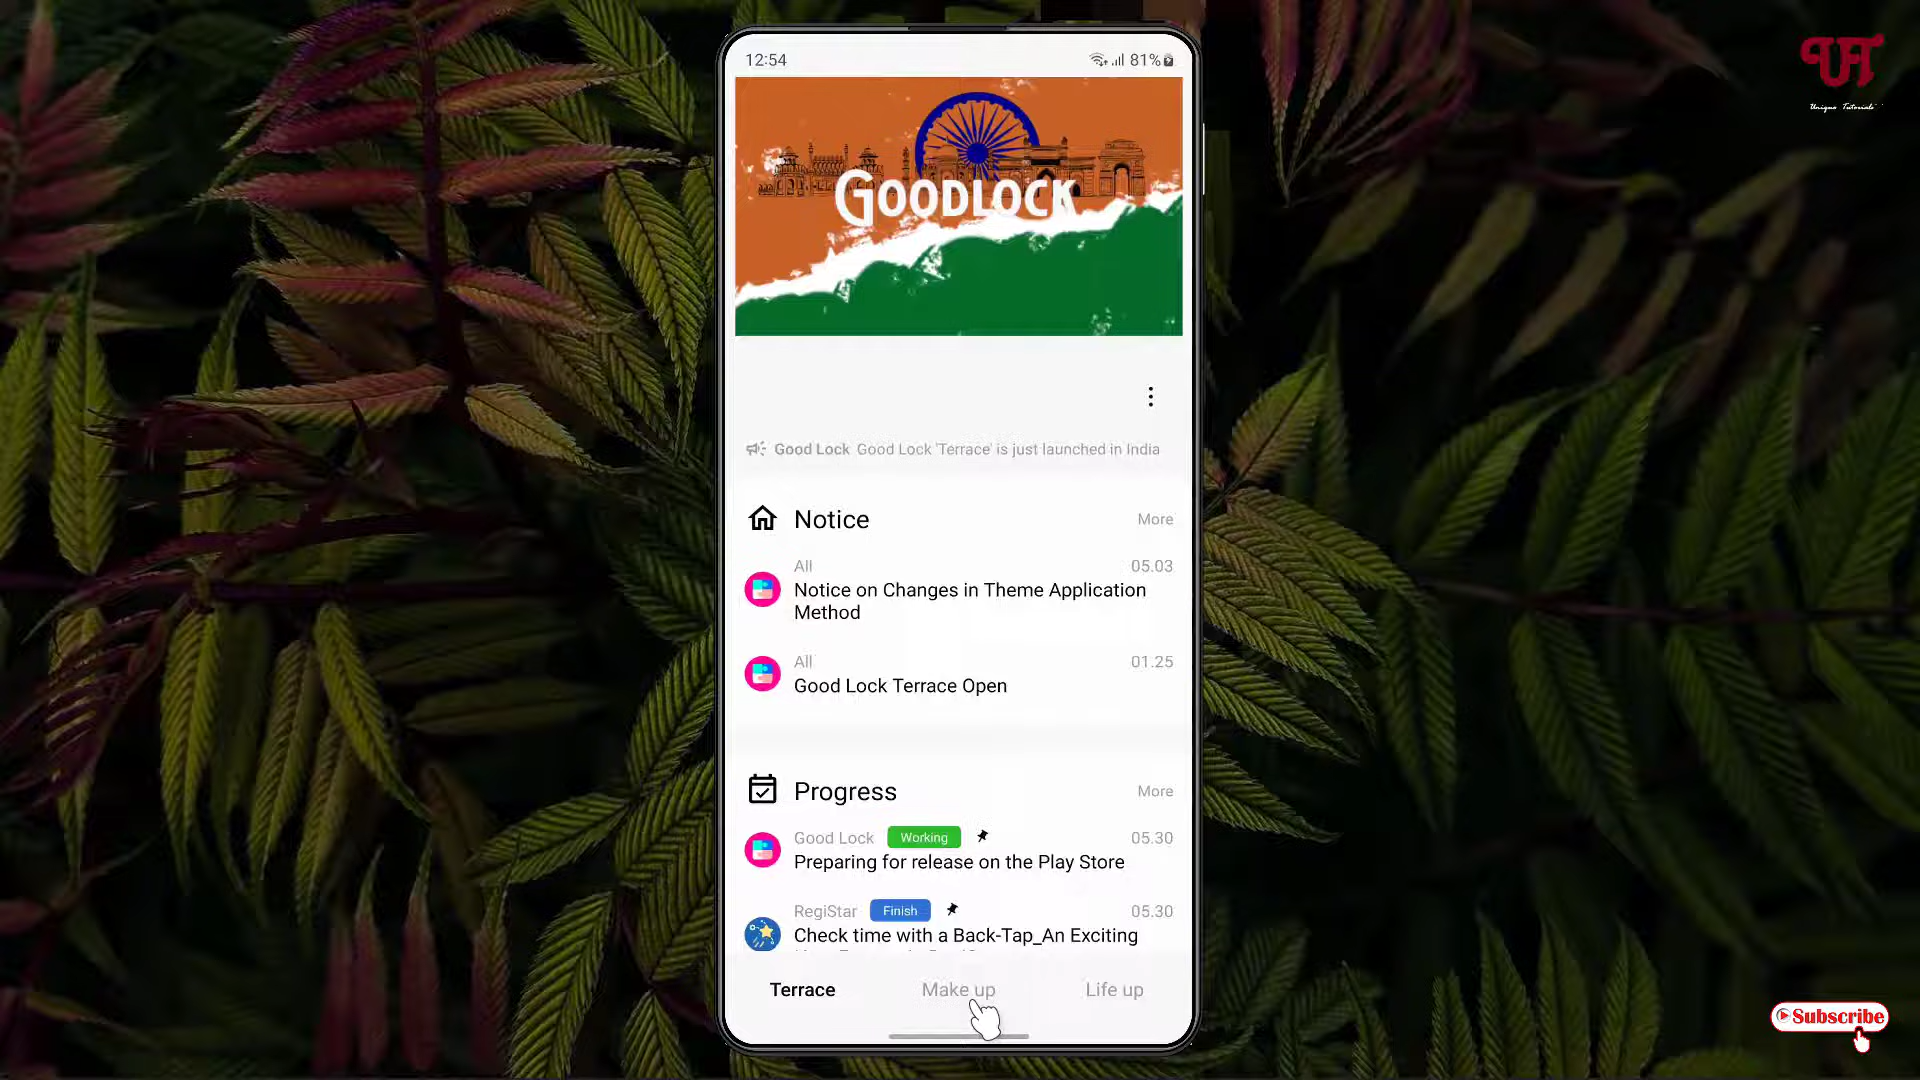 12:54
81%
GOODLOCK
Good Lock Good Lock 'Terrace' is just launched in India
Notice
More
All
05.03
Notice on Changes in Theme Application
Method
All
01.25
Good Lock Terrace Open
Progress
More
Good Lock Working
05.30
Preparing for release on the Play Store
RegiStar Finish
05.30
Check time with a Back-Tap_An Exciting
Terrace
Make up
Life up
UT
Unique Tutorials
Subscribe